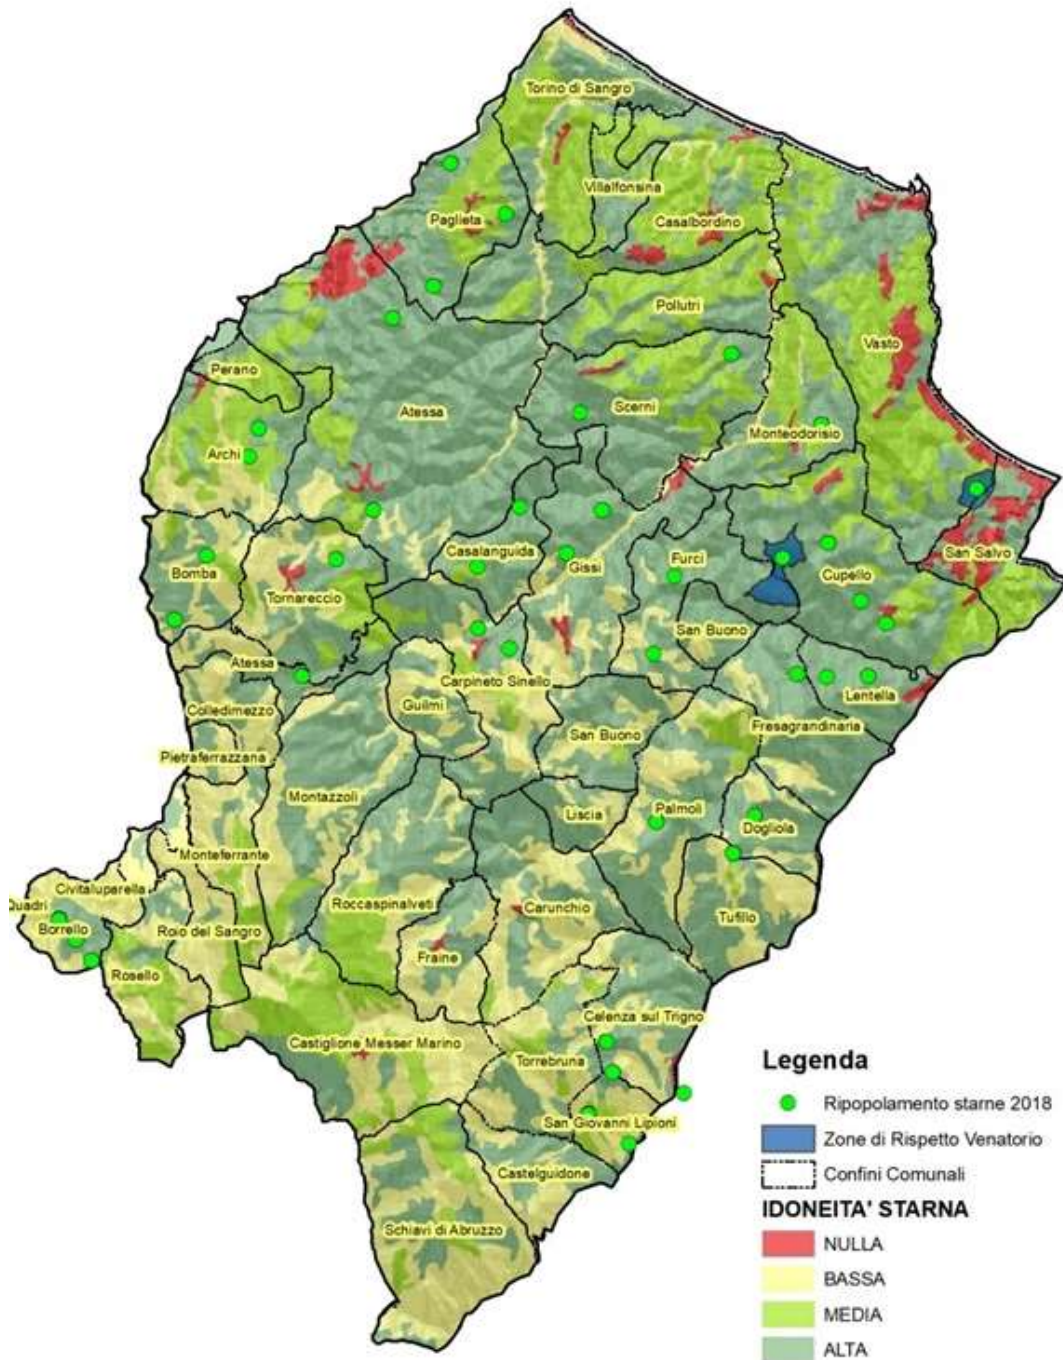 Torino di Sangro
Villalfonsina
Paglieta
Casalbordino
Pollutri
Vasto
Perano
Atessa
Scerni
Monteodorisio
Archi
San Salvo
Casalanguida
Gissi
Furci
Bomba
Cupello
Tornareccio
San Buono
Atessa
Carpineto Sinello
Lentella
Colledimezzo
Guilmi
Fresagrandinaria
San Buono
Pietraferrazzana
Montazzoli
Liscia
Palmoli
Dogliola
Monteferrante
Civitaluparella
Quadri
Roccaspinalveti
Carunchio
Tufillo
Borrello
Roio del Sangro
Fraine
Rosello
Celenza sul Trigno
Castiglione Messer Marino
Torrebruna
San Giovanni Lipioni
Castelguidone
Schiavi di Abruzzo
Legenda
Ripopolamento starne 2018
Zone di Rispetto Venatorio
Confini Comunali
IDONEITA' STARNA
NULLA
BASSA
MEDIA
ALTA